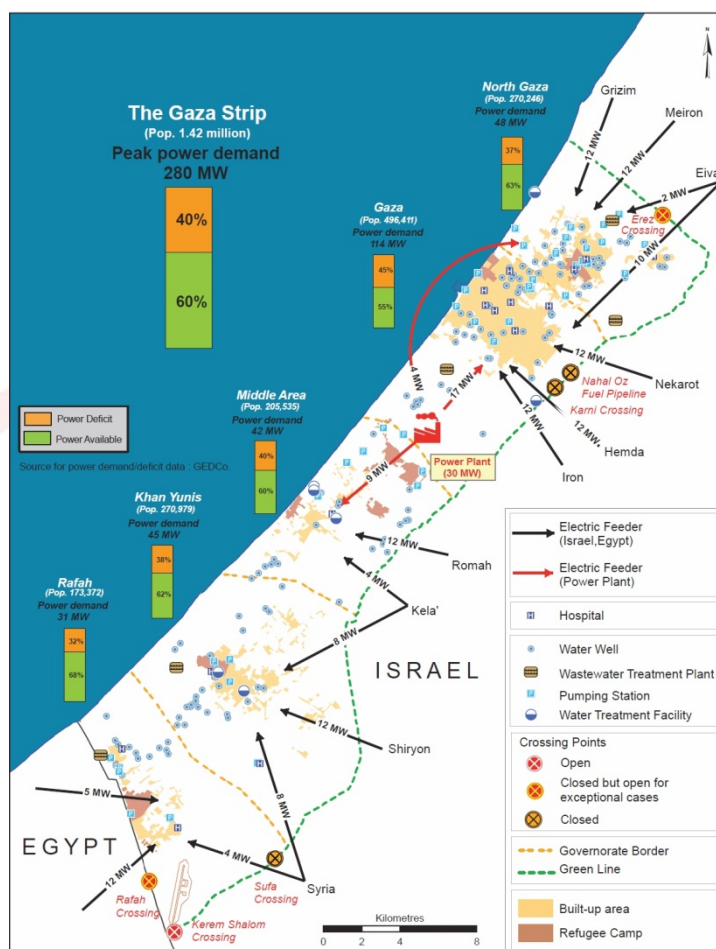 The Gaza Strip
(Pop. 1.42 million)
Peak power demand
280 MW
40%
60%
North Gaza
(Pop. 270,246)
Power demand
48 MW
37%
63%
Gaza
(Pop. 496,411)
Power demand
114 MW
45%
55%
Middle Area
(Pop. 205,535)
Power demand
42 MW
40%
60%
Khan Yunis
(Pop. 270,979)
Power demand
45 MW
38%
62%
Rafah
(Pop. 173,372)
Power demand
31 MW
32%
68%
Power Deficit
Power Available
Source for power demand/deficit data : GEDCo.
Grizim
12 MW
Meiron
12 MW
Eival
2 MW
10 MW
Erez
Crossing
12 MW
Nekarot
Nahal Oz
Fuel Pipeline
Karni Crossing
12 MW
Hemda
12 MW
Iron
4 MW
17 MW
9 MW
Power Plant
(30 MW)
12 MW
Romah
4 MW
Kela'
8 MW
ISRAEL
12 MW
Shiryon
8 MW
4 MW
Syria
5 MW
EGYPT
12 MW
Rafah
Crossing
Sufa
Crossing
Kerem Shalom
Crossing
Kilometres
0 2 4 8
Electric Feeder
(Israel,Egypt)
Electric Feeder
(Power Plant)
H
Hospital
Water Well
Wastewater Treatment Plant
P
Pumping Station
Water Treatment Facility
Crossing Points
Open
Closed but open for
exceptional cases
Closed
Governorate Border
Green Line
Built-up area
Refugee Camp